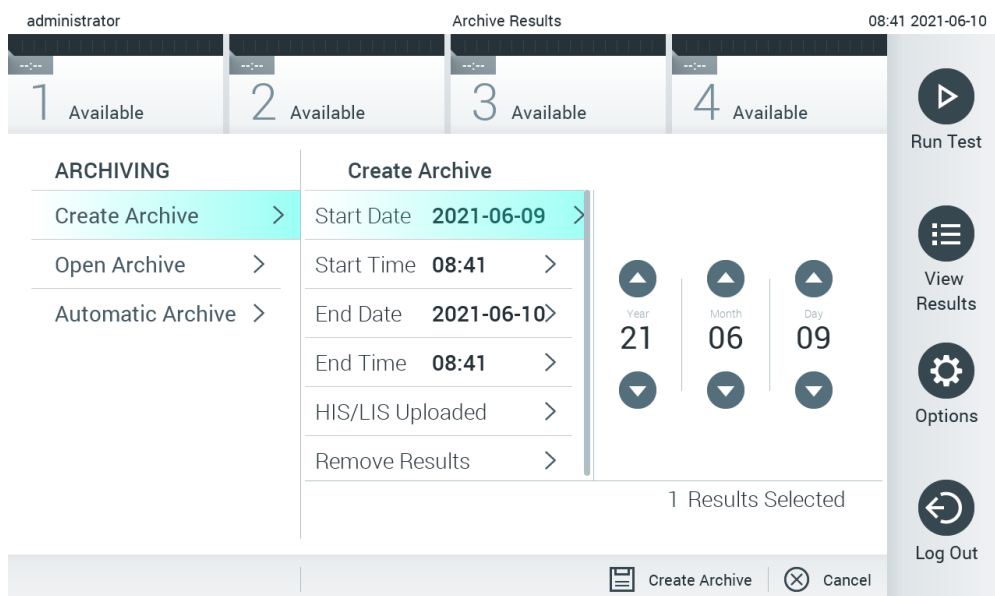 administrator Archive Results 08:41 2021-06-10
--:-- --:-- --:-- --:--
1 Available 2 Available 3 Available 4 Available
Run Test
ARCHIVING
Create Archive
Open Archive
Automatic Archive
Create Archive
Start Date 2021-06-09
Start Time 08:41
End Date 2021-06-10
End Time 08:41
HIS/LIS Uploaded
Remove Results
Year Month Day
21 06 09
1 Results Selected
View
Results
Options
Log Out
Create Archive Cancel